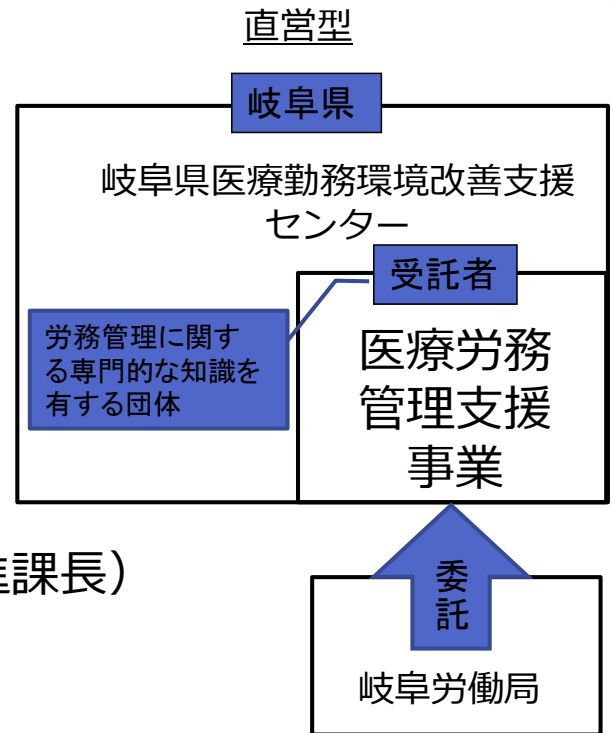 直営型
岐阜県
岐阜県医療勤務環境改善支援
センター
受託者
労務管理に関す
る専門的な知識を
有する団体
医療労務
管理支援
事業
進課長）
委
託
岐阜労働局